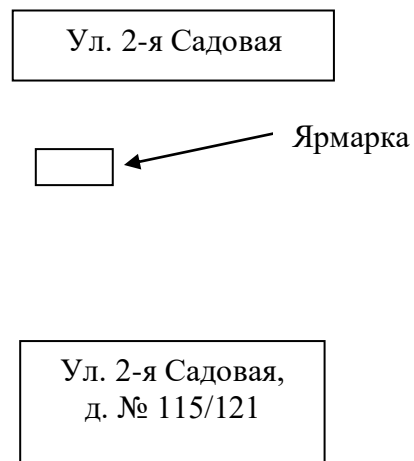 Ул. 2-я Садовая
Ярмарка
Ул. 2-я Садовая,
д. № 115/121